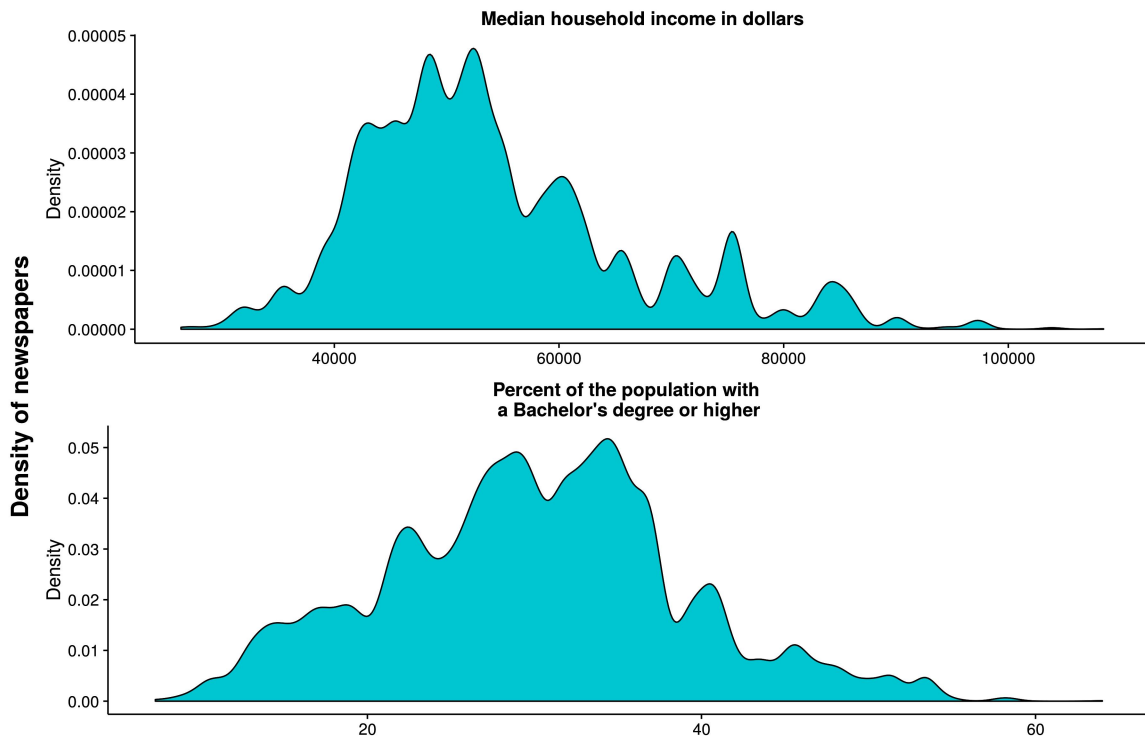 Median household income in dollars
Density of newspapers
Density
0.00005
0.00004
0.00003
0.00002
0.00001
0.00000
40000 60000 80000 100000
Percent of the population with
a Bachelor's degree or higher
Density
0.05
0.04
0.03
0.02
0.01
0.00
20 40 60